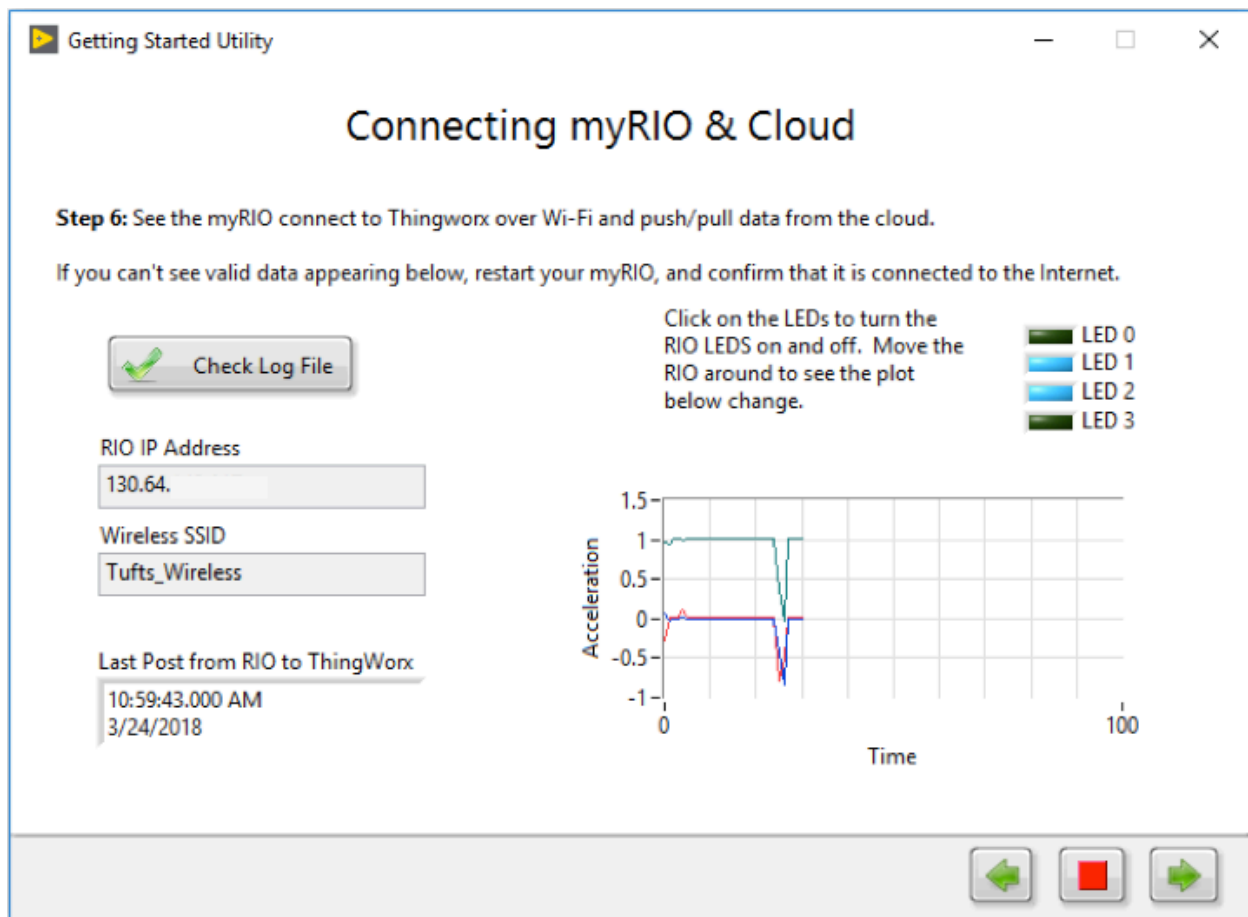 Getting Started Utility
Connecting myRIO & Cloud
Step 6: See the myRIO connect to Thingworx over Wi-Fi and push/pull data from the cloud.
If you can't see valid data appearing below, restart your myRIO, and confirm that it is connected to the Internet.
Check Log File
RIO IP Address
130.64.
Wireless SSID
Tufts_Wireless
Last Post from RIO to ThingWorx
10:59:43.000 AM
3/24/2018
Click on the LEDs to turn the
RIO LEDS on and off. Move the
RIO around to see the plot
below change.
LED 0
LED 1
LED 2
LED 3
Acceleration
1.5
1
0.5
0
-0.5
-1
0
100
Time